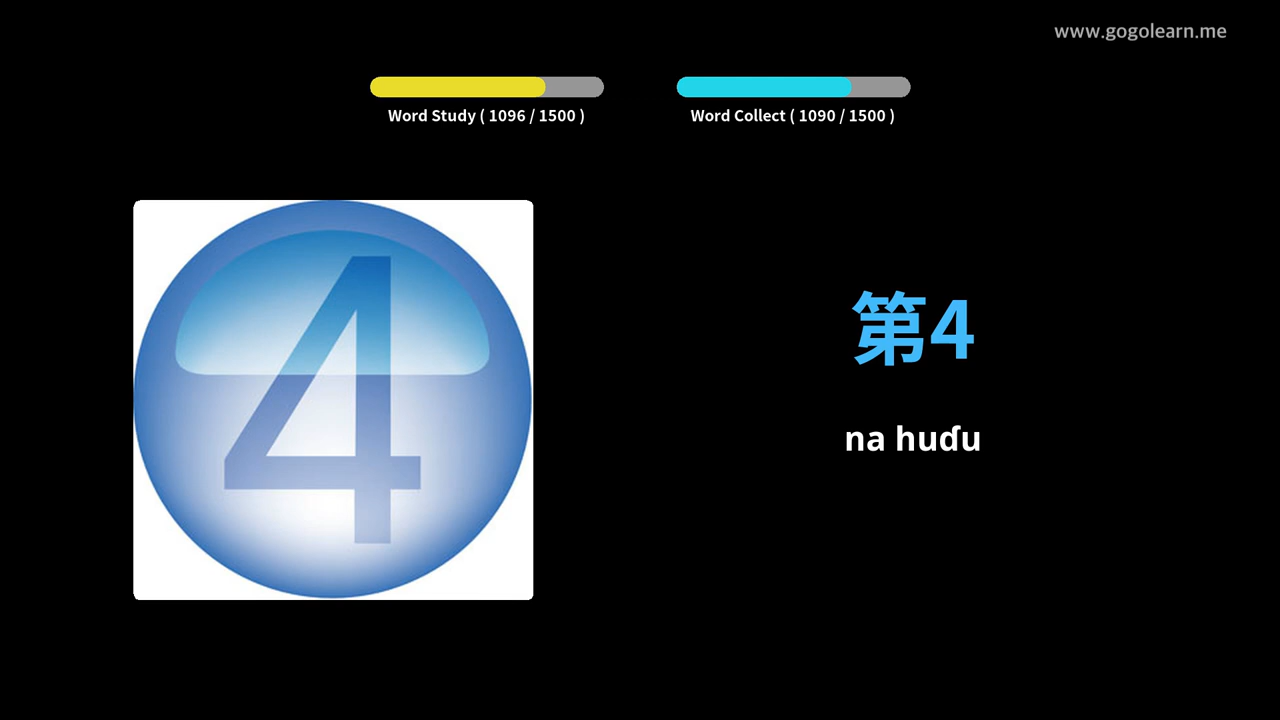 www.gogolearn.me
Word Study ( 1096 / 1500 )
Word Collect ( 1090 / 1500 )
4
第4
na huɗu